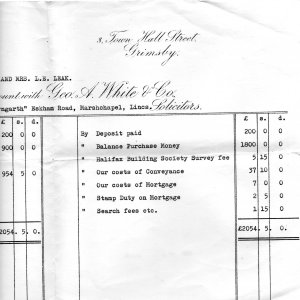 3, Town Hall Street,
Grimsby.
AND MRS. L.E. LEAK.
ount with Geo. A. White & Co.
ngarth" Eskham Road, Marshchapel, Lincs. Solicitors.
£ s. d. £ s. d.
200 0 0 By Deposit paid 200 0 0
900 0 0 " Balance Purchase Money 1800 0 0
" Halifax Building Society Survey fee 5 15 0
954 5 0 " Our costs of Conveyance 37 10 0
" Our costs of Mortgage 7 0 0
" Stamp Duty on Mortgage 2 5 0
" Search fees etc. 1 15 0
£2054. 5. 0. £2054. 5. 0.